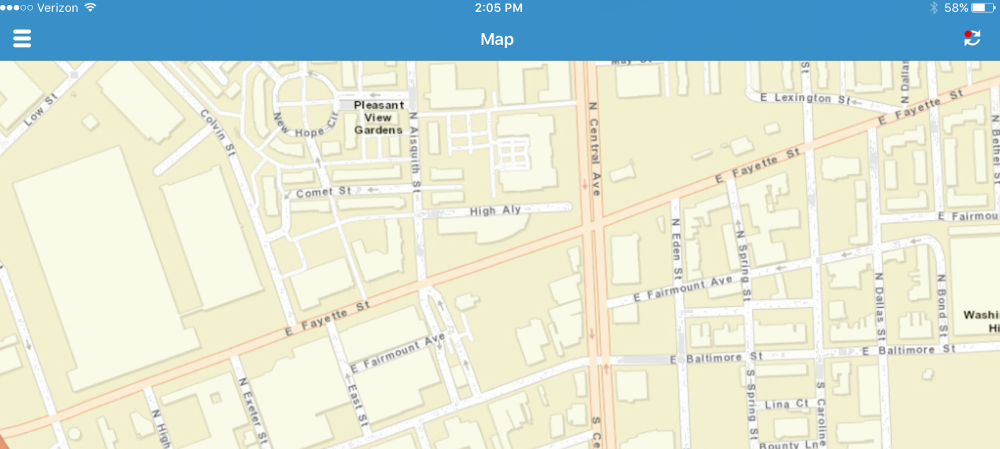 Verizon
2:05 PM
58%
Map
May St
Low St
Colvin St
New Hope Cir
Pleasant
View
Gardens
N Aisquith St
N Central Ave
E Lexington St
N Dallas
E Fayette St
N Bethel St
E Fayette St
Comet St
High Aly
E Fairmou
N Eden St
N Spring St
E Fairmount Ave
N Dallas St
N Bond St
Washi
Hi
E Fayette St
E Fairmount Ave
E Baltimore St
E Baltimore St
N High
N Exeter St
East St
S Ce
S Spring St
Lina Ct
S Caroline
Bounty Ln